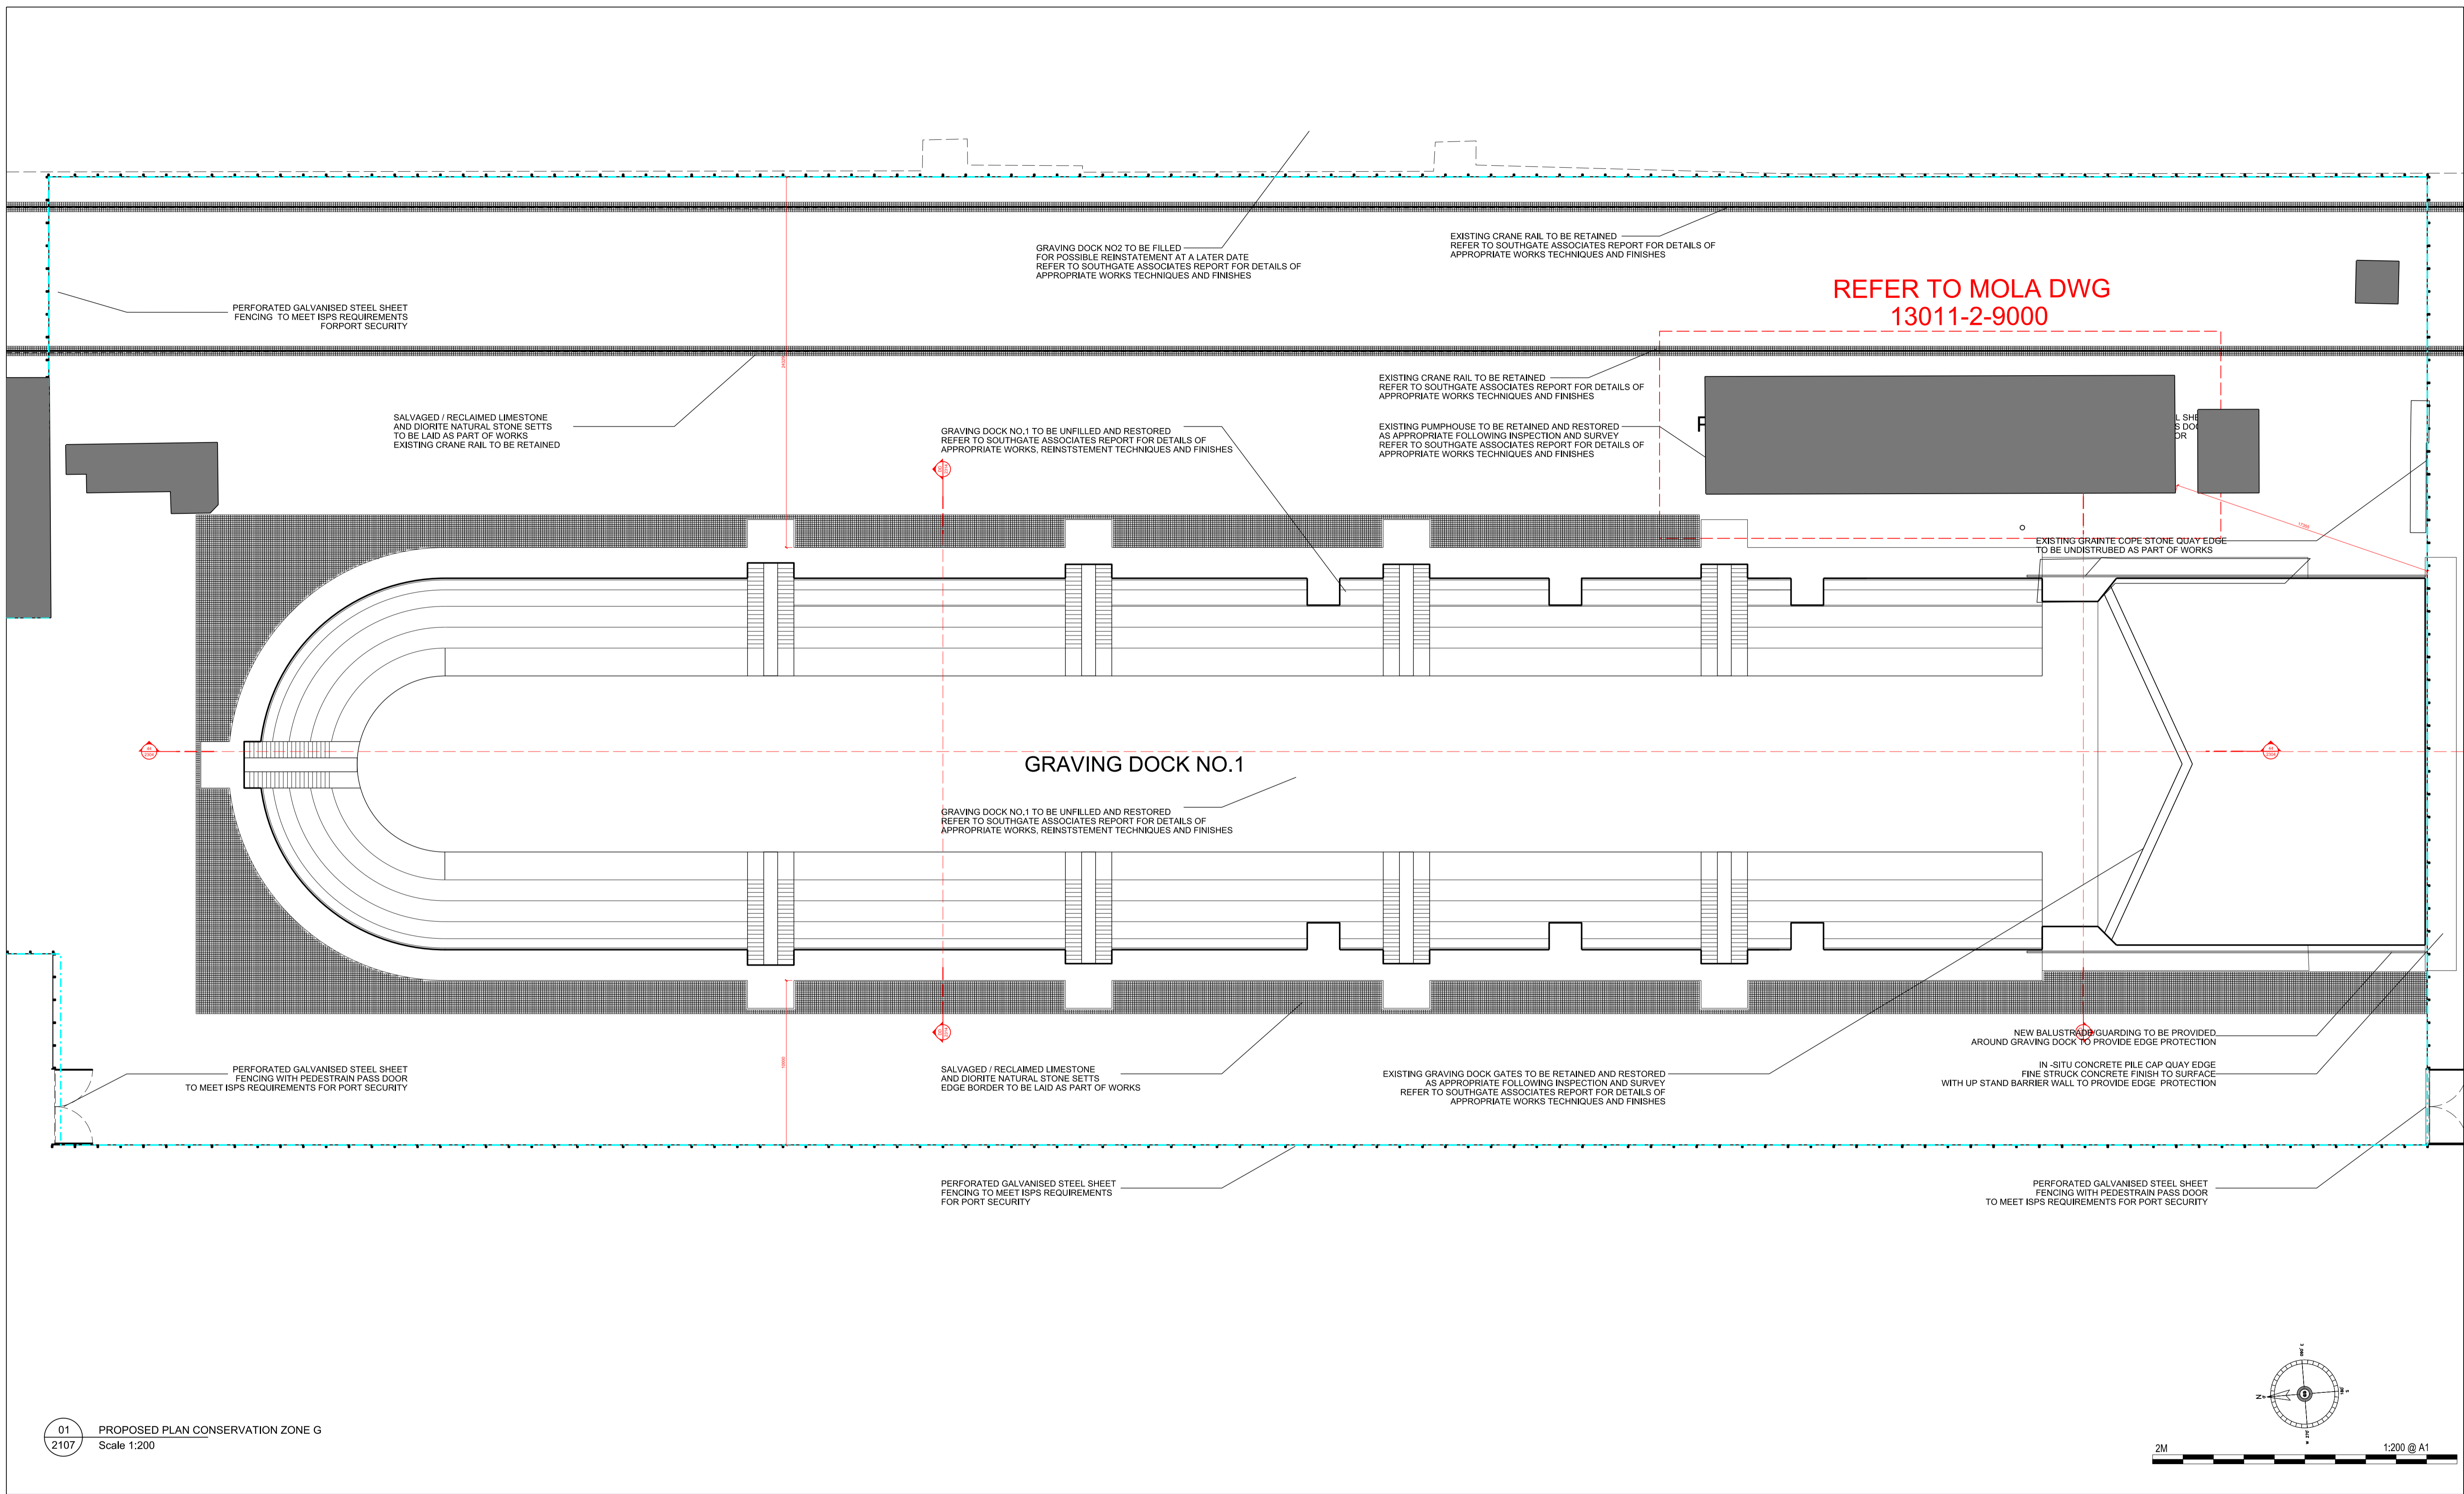 GRAVING DOCK NO2 TO BE FILLED
FOR POSSIBLE REINSTATEMENT AT A LATER DATE
REFER TO SOUTHGATE ASSOCIATES REPORT FOR DETAILS OF
APPROPRIATE WORKS TECHNIQUES AND FINISHES
EXISTING CRANE RAIL TO BE RETAINED
REFER TO SOUTHGATE ASSOCIATES REPORT FOR DETAILS OF
APPROPRIATE WORKS TECHNIQUES AND FINISHES
REFER TO MOLA DWG
13011-2-9000
PERFORATED GALVANISED STEEL SHEET
FENCING TO MEET ISPS REQUIREMENTS
FORPORT SECURITY
EXISTING CRANE RAIL TO BE RETAINED
REFER TO SOUTHGATE ASSOCIATES REPORT FOR DETAILS OF
APPROPRIATE WORKS TECHNIQUES AND FINISHES
SALVAGED / RECLAIMED LIMESTONE
AND DIORITE NATURAL STONE SETTS
TO BE LAID AS PART OF WORKS
EXISTING CRANE RAIL TO BE RETAINED
GRAVING DOCK NO,1 TO BE UNFILLED AND RESTORED
REFER TO SOUTHGATE ASSOCIATES REPORT FOR DETAILS OF
APPROPRIATE WORKS, REINSTSTEMENT TECHNIQUES AND FINISHES
EXISTING PUMPHOUSE TO BE RETAINED AND RESTORED
AS APPROPRIATE FOLLOWING INSPECTION AND SURVEY
REFER TO SOUTHGATE ASSOCIATES REPORT FOR DETAILS OF
APPROPRIATE WORKS TECHNIQUES AND FINISHES
EXISTING GRAINTE COPE STONE QUAY EDGE
TO BE UNDISTRUBED AS PART OF WORKS
GRAVING DOCK NO.1
GRAVING DOCK NO,1 TO BE UNFILLED AND RESTORED
REFER TO SOUTHGATE ASSOCIATES REPORT FOR DETAILS OF
APPROPRIATE WORKS, REINSTSTEMENT TECHNIQUES AND FINISHES
NEW BALUSTRADE/GUARDING TO BE PROVIDED
AROUND GRAVING DOCK TO PROVIDE EDGE PROTECTION
PERFORATED GALVANISED STEEL SHEET
FENCING WITH PEDESTRAIN PASS DOOR
TO MEET ISPS REQUIREMENTS FOR PORT SECURITY
SALVAGED / RECLAIMED LIMESTONE
AND DIORITE NATURAL STONE SETTS
EDGE BORDER TO BE LAID AS PART OF WORKS
EXISTING GRAVING DOCK GATES TO BE RETAINED AND RESTORED
AS APPROPRIATE FOLLOWING INSPECTION AND SURVEY
REFER TO SOUTHGATE ASSOCIATES REPORT FOR DETAILS OF
APPROPRIATE WORKS TECHNIQUES AND FINISHES
IN -SITU CONCRETE PILE CAP QUAY EDGE
FINE STRUCK CONCRETE FINISH TO SURFACE
WITH UP STAND BARRIER WALL TO PROVIDE EDGE PROTECTION
PERFORATED GALVANISED STEEL SHEET
FENCING TO MEET ISPS REQUIREMENTS
FOR PORT SECURITY
PERFORATED GALVANISED STEEL SHEET
FENCING WITH PEDESTRAIN PASS DOOR
TO MEET ISPS REQUIREMENTS FOR PORT SECURITY
01
2107
PROPOSED PLAN CONSERVATION ZONE G
Scale 1:200
N
2M
1:200 @ A1